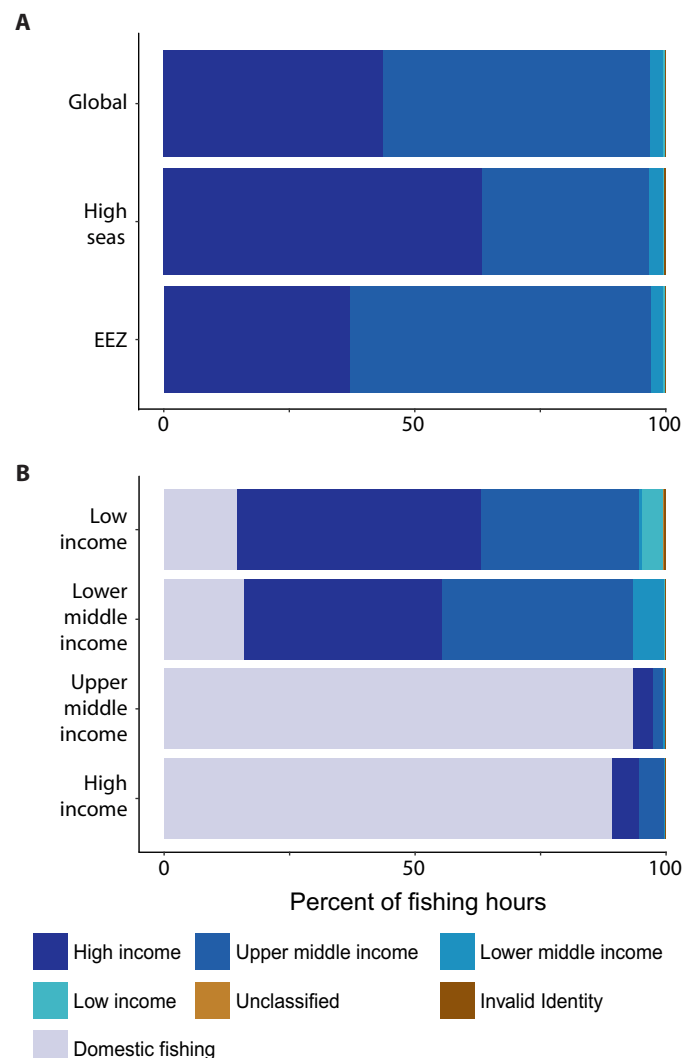 A
Global
High
seas
EEZ
0 50 100
B
Low
income
Lower
middle
income
Upper
middle
income
High
income
0 50 100
Percent of fishing hours
High income Upper middle income Lower middle income
Low income Unclassified Invalid Identity
Domestic fishing